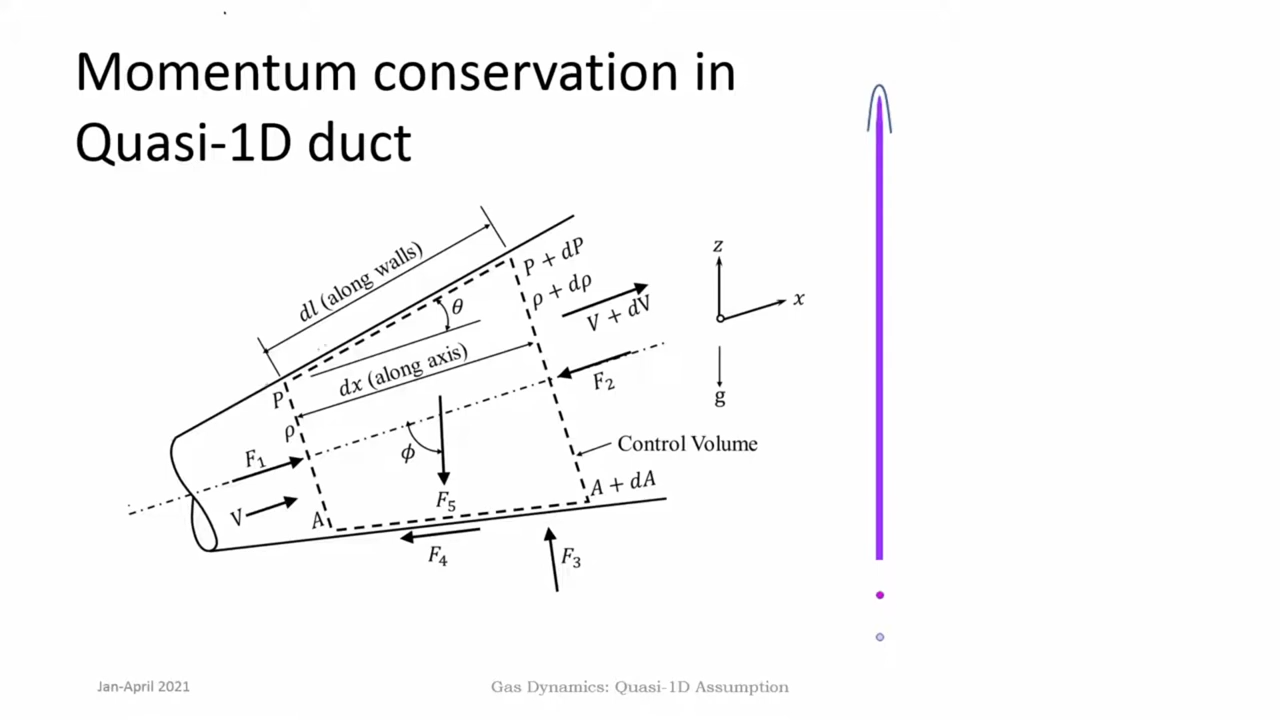 Momentum conservation in
Quasi-1D duct
dl (along walls)
θ
P + dP
ρ + dρ
V + dV
z
x
g
dx (along axis)
P
ρ
F₁
F₂
V
ϕ
Control Volume
A
A + dA
F₅
F₄
F₃
Jan-April 2021
Gas Dynamics: Quasi-1D Assumption